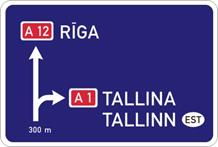 A 12 RĪGA
A 1 TALLINA
TALLINN EST
300 m